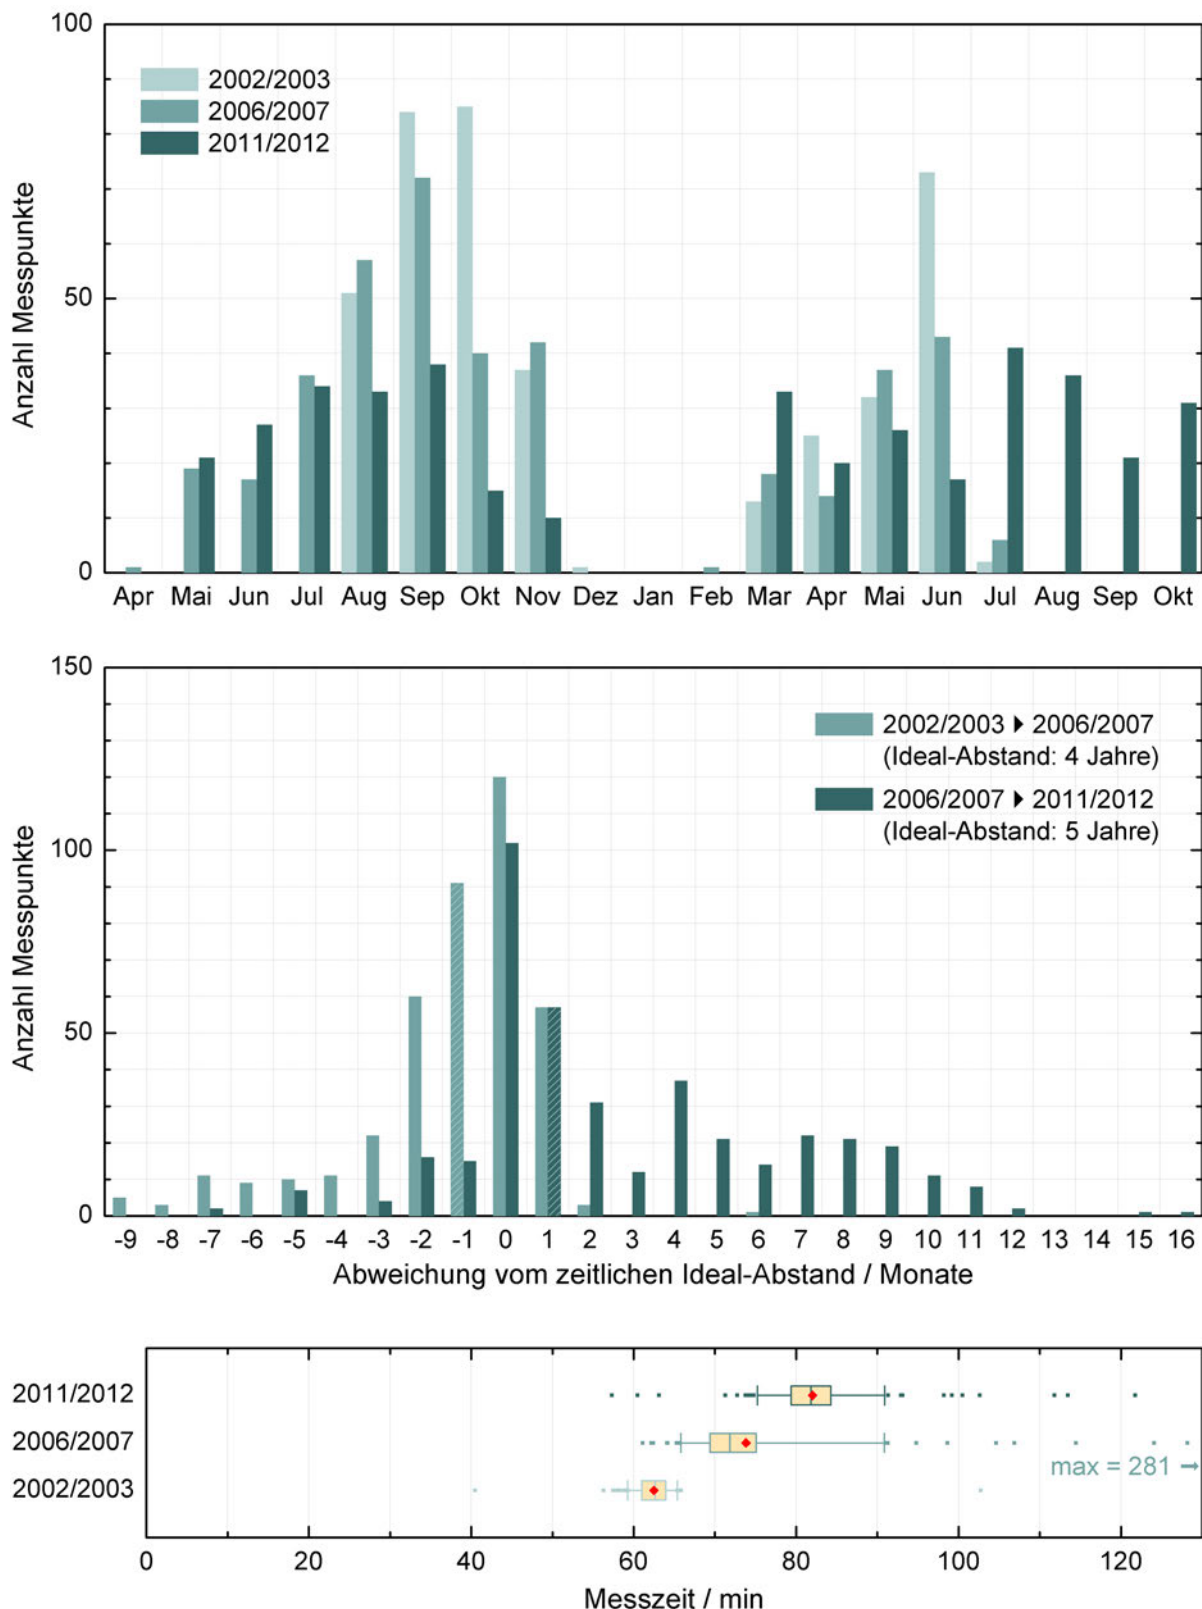 100
2002/2003
2006/2007
2011/2012
Anzahl Messpunkte
50
0
Apr Mai Jun Jul Aug Sep Okt Nov Dez Jan Feb Mar Apr Mai Jun Jul Aug Sep Okt
150
2002/2003 ▶ 2006/2007
(Ideal-Abstand: 4 Jahre)
2006/2007 ▶ 2011/2012
(Ideal-Abstand: 5 Jahre)
Anzahl Messpunkte
100
50
0
-9 -8 -7 -6 -5 -4 -3 -2 -1 0 1 2 3 4 5 6 7 8 9 10 11 12 13 14 15 16
Abweichung vom zeitlichen Ideal-Abstand / Monate
2011/2012
2006/2007
max = 281 →
2002/2003
0 20 40 60 80 100 120
Messzeit / min